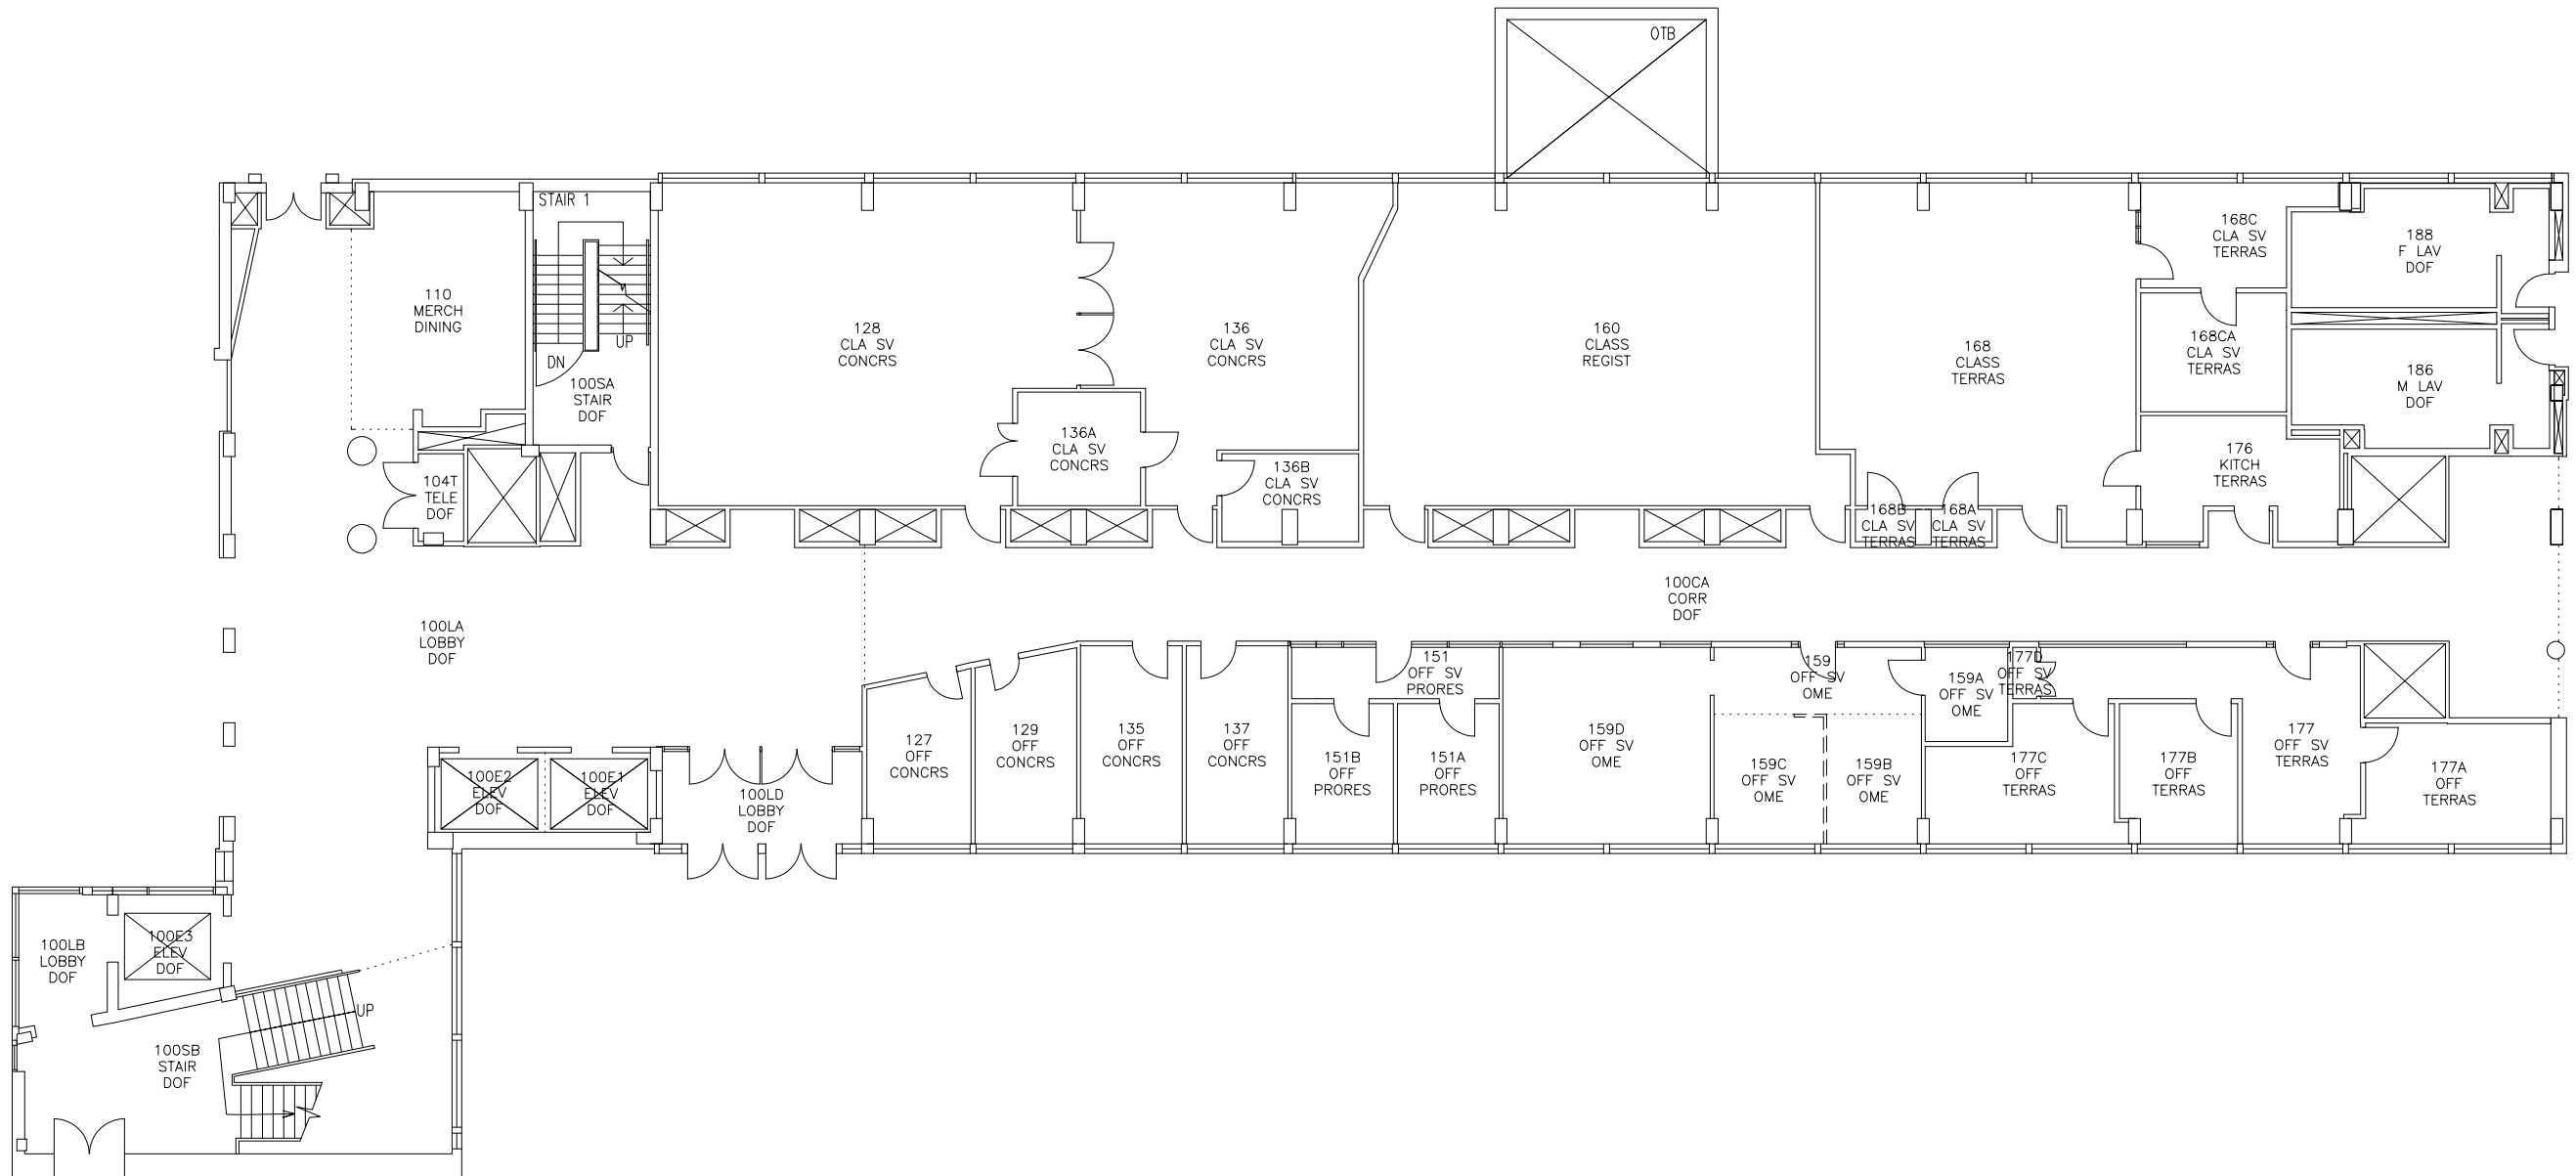 OTB
STAIR 1
DN
UP
110
MERCH
DINING
100SA
STAIR
DOF
128
CLA SV
CONCRS
136
CLA SV
CONCRS
136A
CLA SV
CONCRS
136B
CLA SV
CONCRS
160
CLASS
REGIST
168
CLASS
TERRAS
168C
CLA SV
TERRAS
168CA
CLA SV
TERRAS
188
F LAV
DOF
186
M LAV
DOF
176
KITCH
TERRAS
168B
CLA SV
TERRAS
168A
CLA SV
TERRAS
104T
TELE
DOF
100CA
CORR
DOF
100LA
LOBBY
DOF
127
OFF
CONCRS
129
OFF
CONCRS
135
OFF
CONCRS
137
OFF
CONCRS
151
OFF SV
PRORES
151B
OFF
PRORES
151A
OFF
PRORES
159D
OFF SV
OME
159
OFF SV
OME
159C
OFF SV
OME
159B
OFF SV
OME
159A
OFF SV
OME
177D
OFF SV
TERRAS
177C
OFF
TERRAS
177B
OFF
TERRAS
177
OFF SV
TERRAS
177A
OFF
TERRAS
100E2
ELEV
DOF
100E1
ELEV
DOF
100LD
LOBBY
DOF
100LB
LOBBY
DOF
100E3
ELEV
DOF
UP
100SB
STAIR
DOF